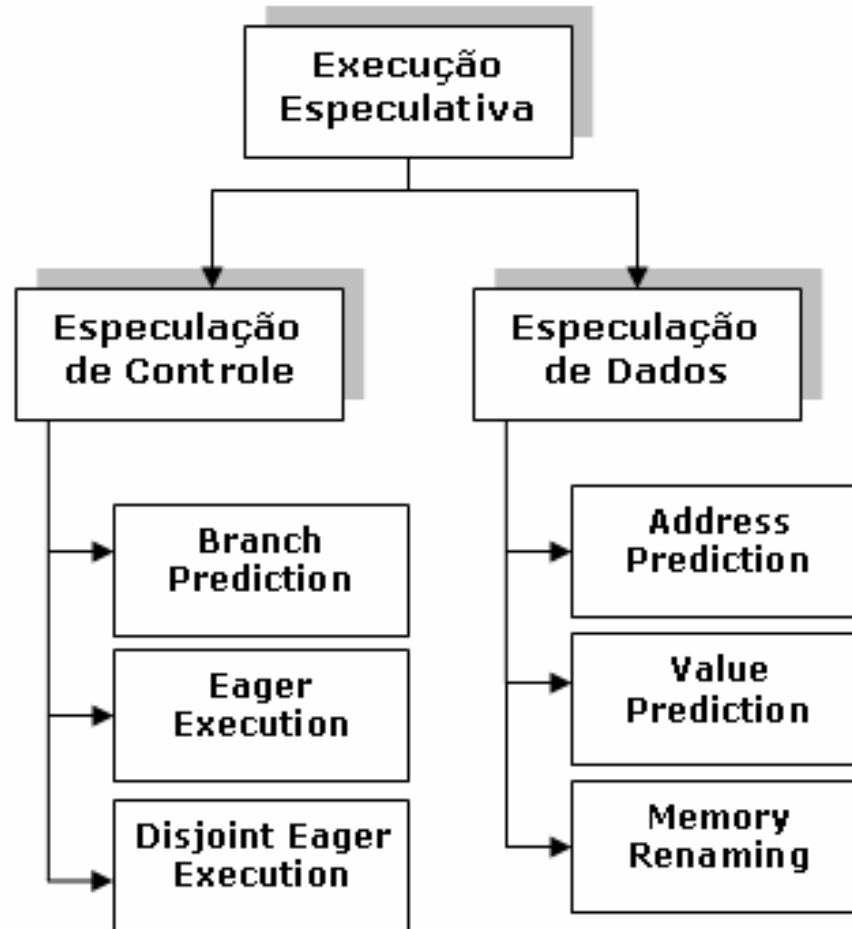 Execução
Especulativa
Especulação
de Controle
Especulação
de Dados
Branch
Prediction
Eager
Execution
Disjoint Eager
Execution
Address
Prediction
Value
Prediction
Memory
Renaming